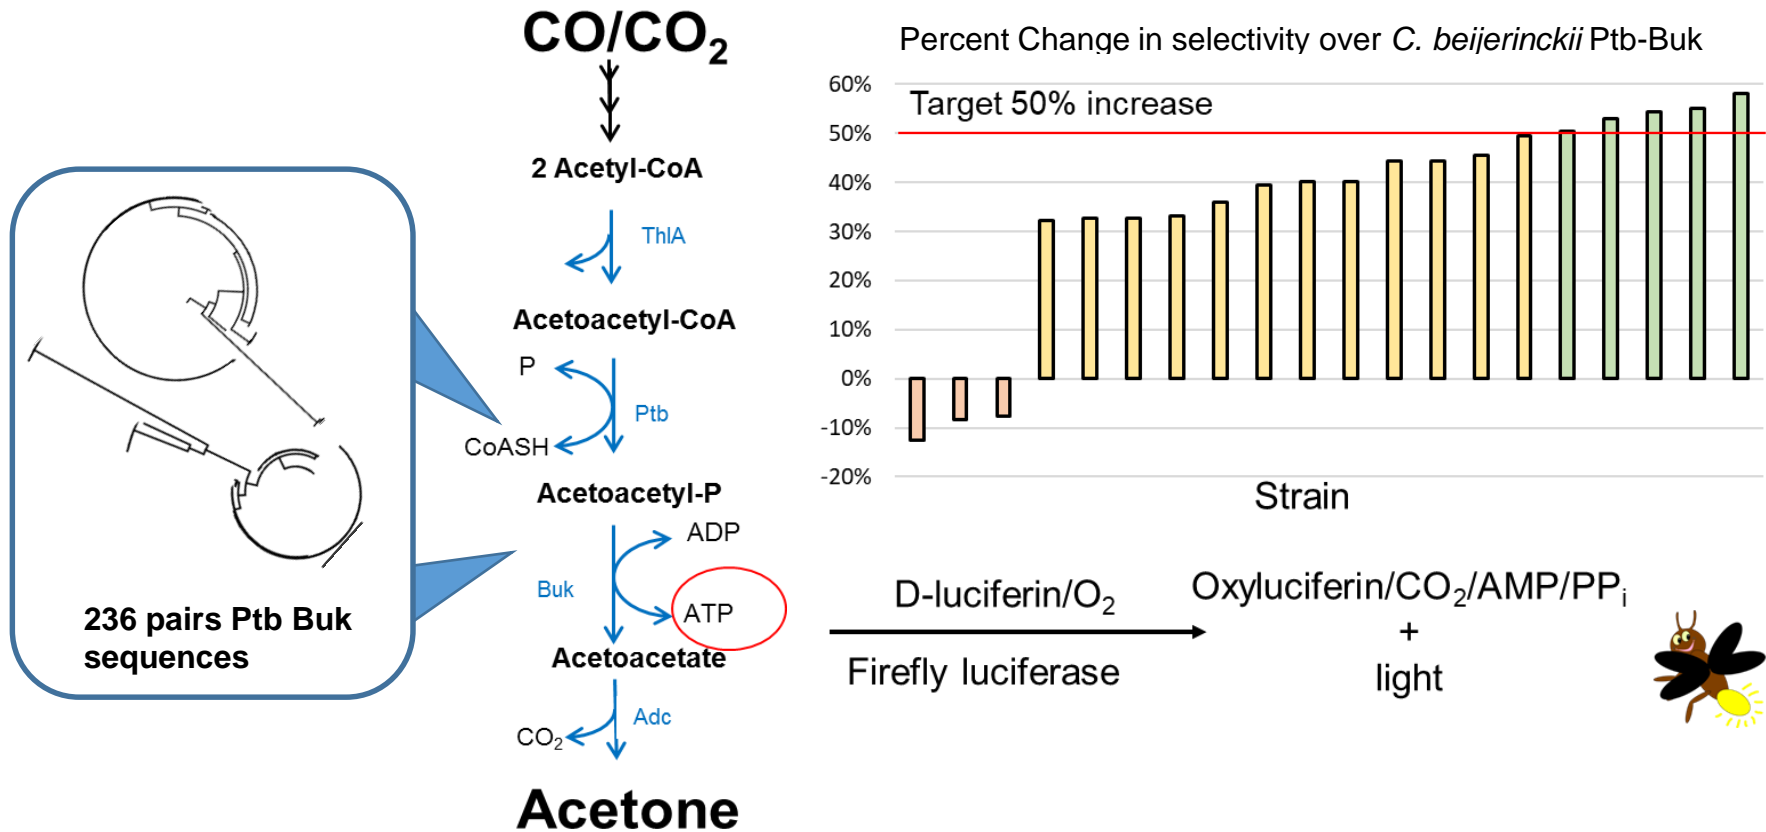 CO/CO₂
2 Acetyl-CoA
ThlA
Acetoacetyl-CoA
P
Ptb
CoASH
Acetoacetyl-P
ADP
Buk
ATP
Acetoacetate
Adc
CO₂
Acetone
236 pairs Ptb Buk
sequences
Percent Change in selectivity over C. beijerinckii Ptb-Buk
60%
Target 50% increase
50%
40%
30%
20%
10%
0%
-10%
-20%
Strain
D-luciferin/O₂
Firefly luciferase
Oxyluciferin/CO₂/AMP/PPᵢ
+
light